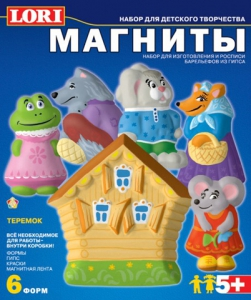 LORI
НАБОР ДЛЯ ДЕТСКОГО ТВОРЧЕСТВА
МАГНИТЫ
НАБОР ДЛЯ ИЗГОТОВЛЕНИЯ И РОСПИСИ
БАРЕЛЬЕФОВ ИЗ ГИПСА
ТЕРЕМОК
ВСЁ НЕОБХОДИМОЕ
ДЛЯ РАБОТЫ-
ВНУТРИ КОРОБКИ!
ФОРМЫ
ГИПС
КРАСКИ
МАГНИТНАЯ ЛЕНТА
6 ФОРМ
5+